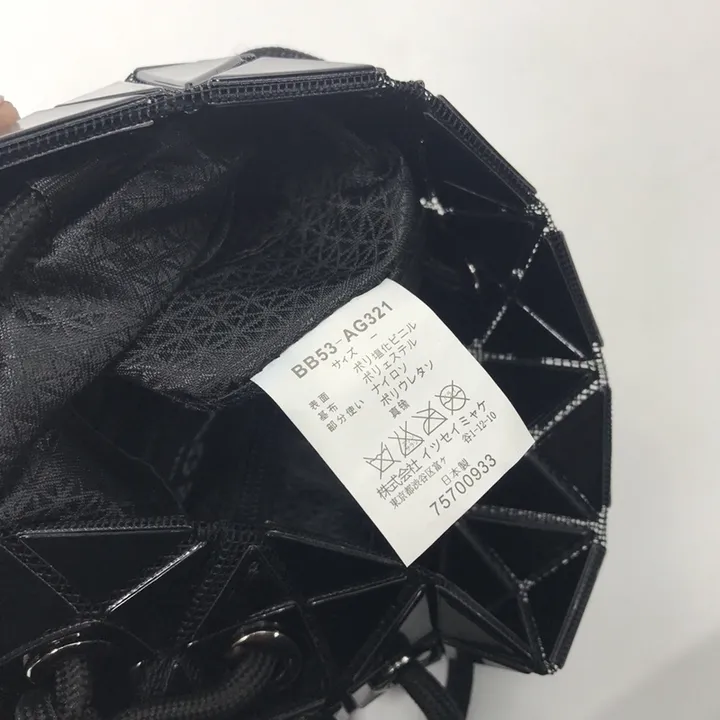 BB53-AG321
サイズ －
表面 ポリ塩化ビニル
基布 ポリエステル
ナイロン
部分使い ポリウレタン
真鍮
株式会社 イッセイミヤケ
東京都渋谷区富ケ谷1-12-10
日本製
75700933